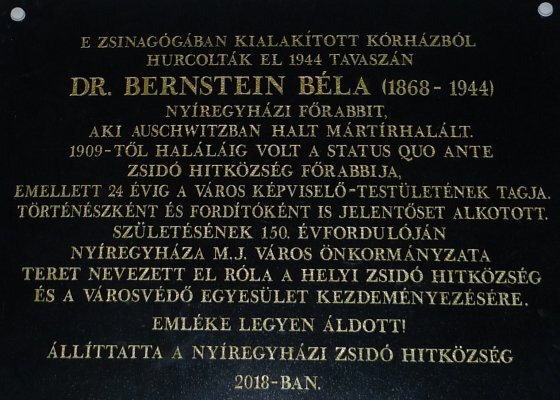 E ZSINAGÓGÁBAN KIALAKÍTOTT KÓRHÁZBÓL
HURCOLTÁK EL 1944 TAVASZÁN
DR. BERNSTEIN BÉLA (1868 - 1944)
NYÍREGYHÁZI FŐRABBIT,
AKI AUSCHWITZBAN HALT MÁRTÍRHALÁLT.
1909-TŐL HALÁLÁIG VOLT A STATUS QUO ANTE
ZSIDÓ HITKÖZSÉG FŐRABBIJA,
EMELLETT 24 ÉVIG A VÁROS KÉPVISELŐ-TESTÜLETÉNEK TAGJA.
TÖRTÉNÉSZKÉNT ÉS FORDÍTÓKÉNT IS JELENTŐSET ALKOTOTT.
SZÜLETÉSÉNEK 150. ÉVFORDULÓJÁN
NYÍREGYHÁZA M.J. VÁROS ÖNKORMÁNYZATA
TERET NEVEZETT EL RÓLA A HELYI ZSIDÓ HITKÖZSÉG
ÉS A VÁROSVÉDŐ EGYESÜLET KEZDEMÉNYEZÉSÉRE.
EMLÉKE LEGYEN ÁLDOTT!
ÁLLÍTTATTA A NYÍREGYHÁZI ZSIDÓ HITKÖZSÉG
2018-BAN.